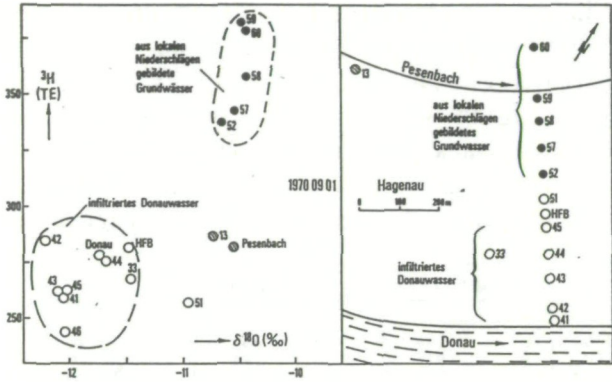 59
60
58
57
52
aus lokalen
Niederschlägen
gebildete
Grundwässer
³H
(TE)
350
300
250
1970 09 01
infiltriertes Donauwasser
42
Donau
HFB
44
33
43
45
41
46
13
Pesenbach
51
δ¹⁸O (‰)
-12
-11
-10
60
13
Pesenbach
59
aus lokalen
Niederschlägen
gebildetes
Grundwasser
58
57
52
Hagenau
0 100 200 m
51
HFB
45
33
44
infiltriertes
Donauwasser
43
42
41
Donau